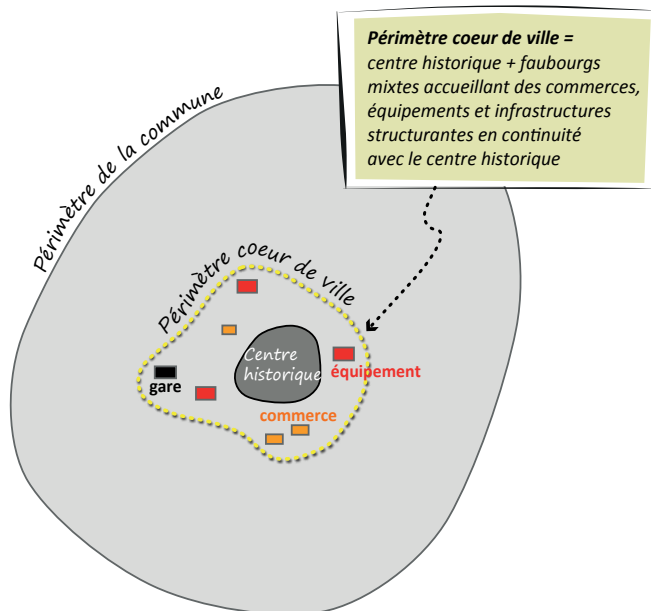 Périmètre coeur de ville =
centre historique + faubourgs
mixtes accueillant des commerces,
équipements et infrastructures
structurantes en continuité
avec le centre historique
Périmètre de la commune
Périmètre coeur de ville
Centre
historique
équipement
gare
commerce